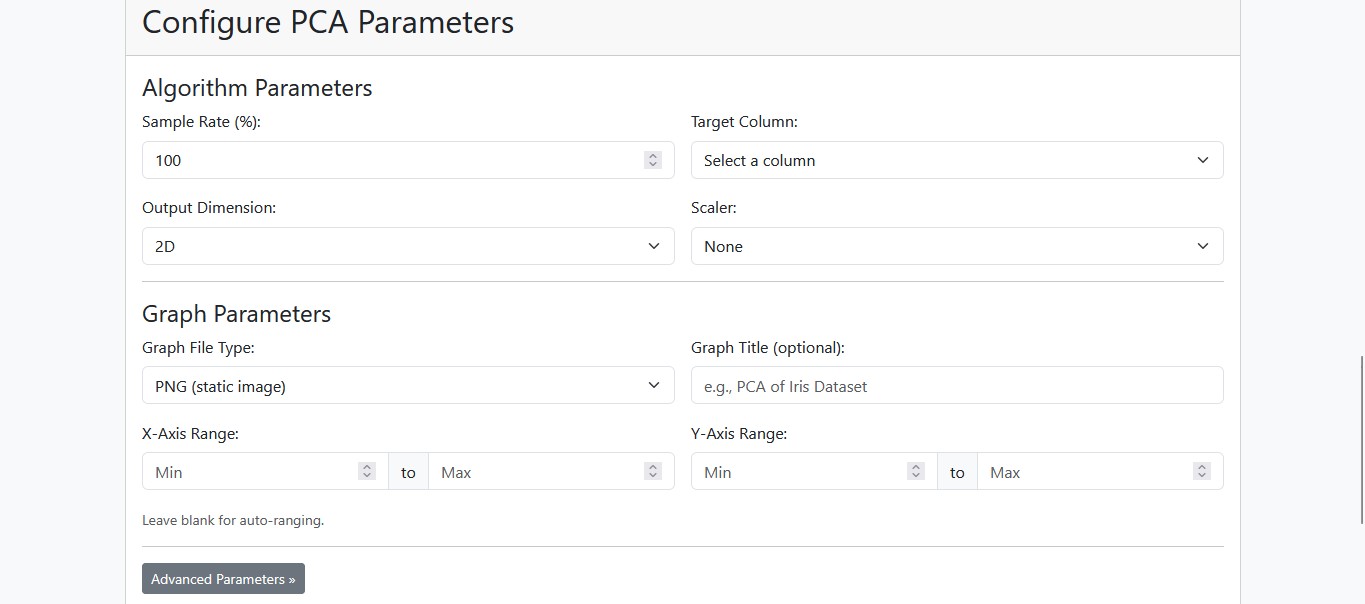 Configure PCA Parameters
Algorithm Parameters
Sample Rate (%):
Target Column:
100
Select a column
Output Dimension:
Scaler:
2D
None
Graph Parameters
Graph File Type:
Graph Title (optional):
PNG (static image)
e.g., PCA of Iris Dataset
X-Axis Range:
Y-Axis Range:
Min to Max
Min to Max
Leave blank for auto-ranging.
Advanced Parameters »